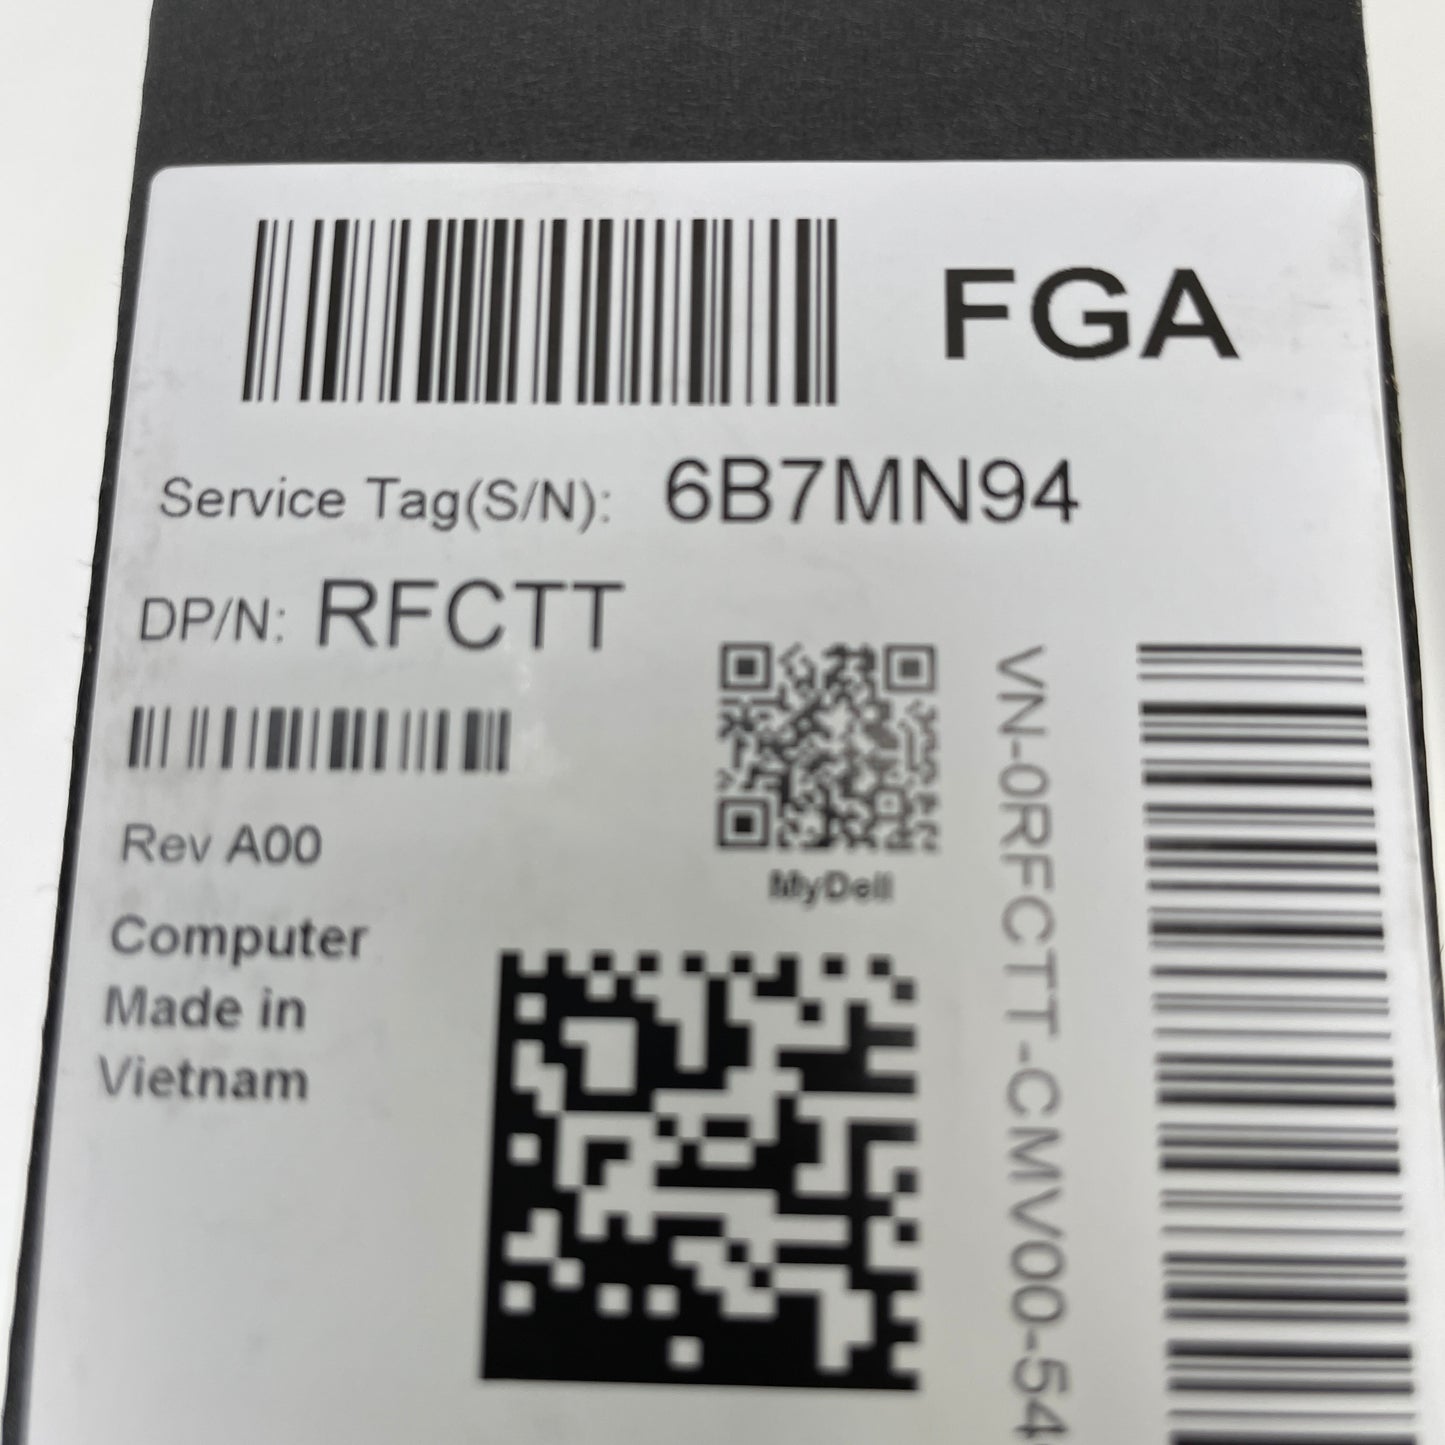 FGA
Service Tag(S/N): 6B7MN94
DP/N: RFCTT
Rev A00
Computer
Made in
Vietnam
MyDell
VN-0RFCTT-CMV00-54